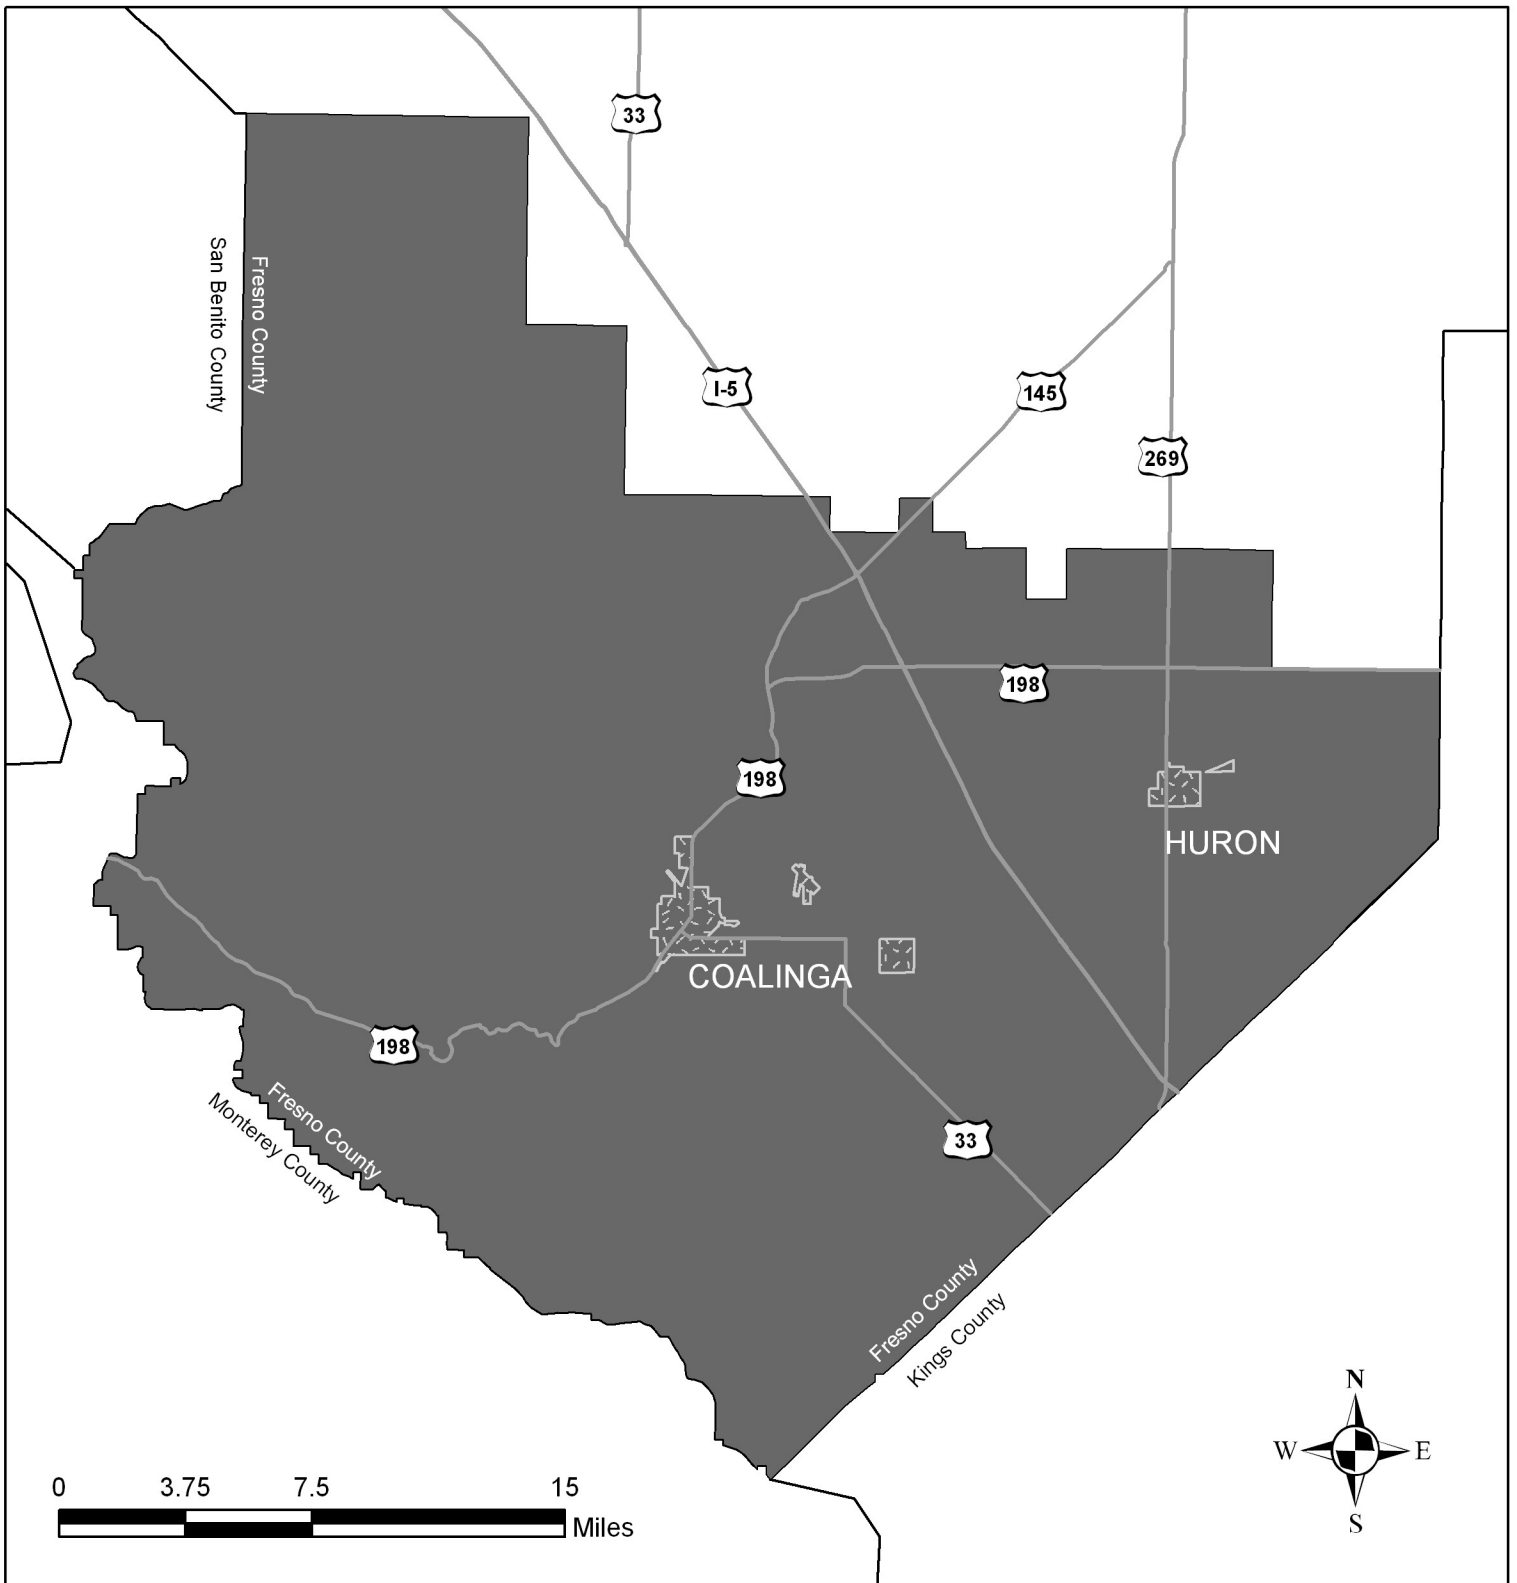 33
San Benito County
Fresno County
I-5
145
269
198
198
HURON
COALINGA
198
Fresno County
Monterey County
33
Fresno County
Kings County
N
W
E
S
0 3.75 7.5 15
Miles